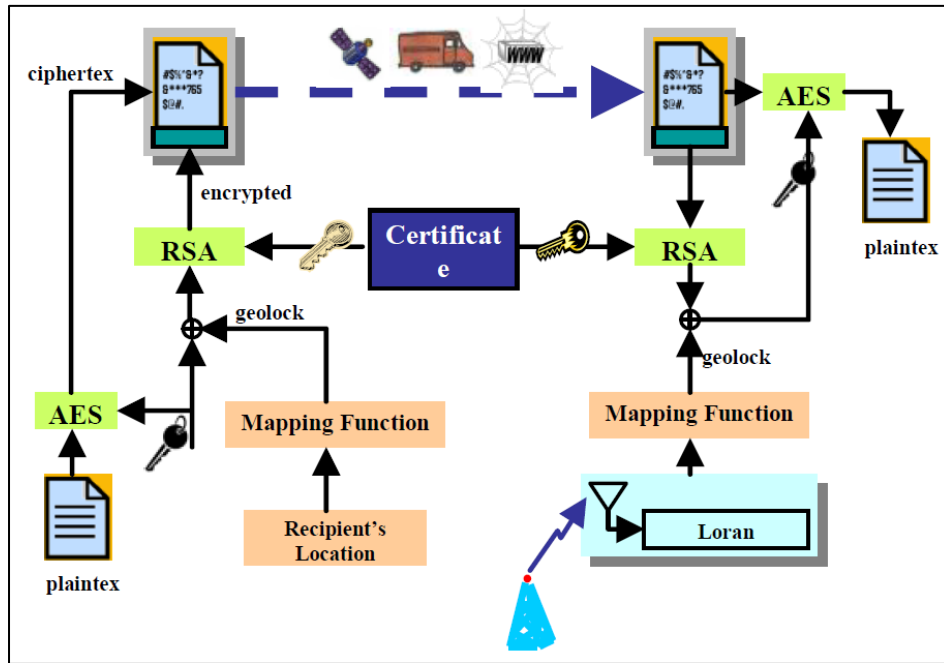 ciphertex
#$%^&*?
&***765
$@#.
WWW
#$%^&*?
&***765
$@#.
AES
encrypted
plaintex
RSA
Certificat
e
RSA
geolock
geolock
AES
Mapping Function
Mapping Function
Recipient's
Location
Loran
plaintex